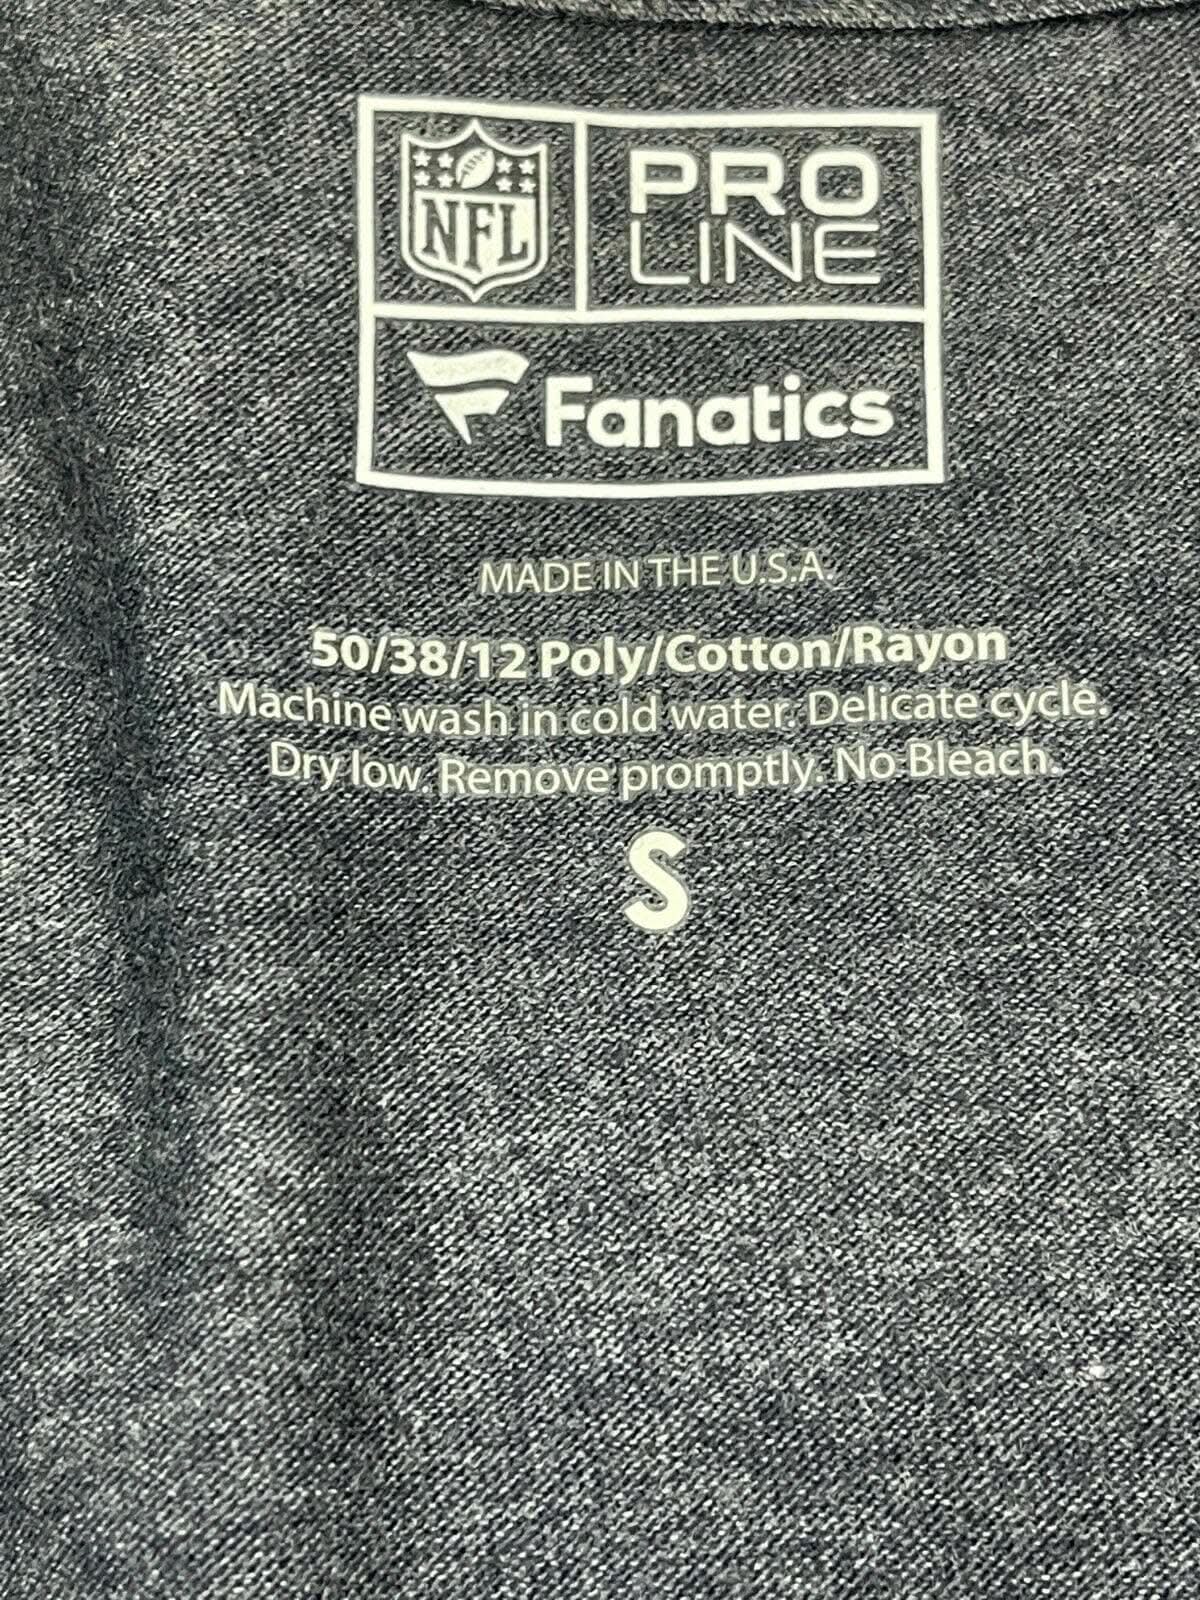 NFL
PRO
LINE
Fanatics
MADE IN THE U.S.A.
50/38/12 Poly/Cotton/Rayon
Machine wash in cold water. Delicate cycle.
Dry low. Remove promptly. No Bleach.
S